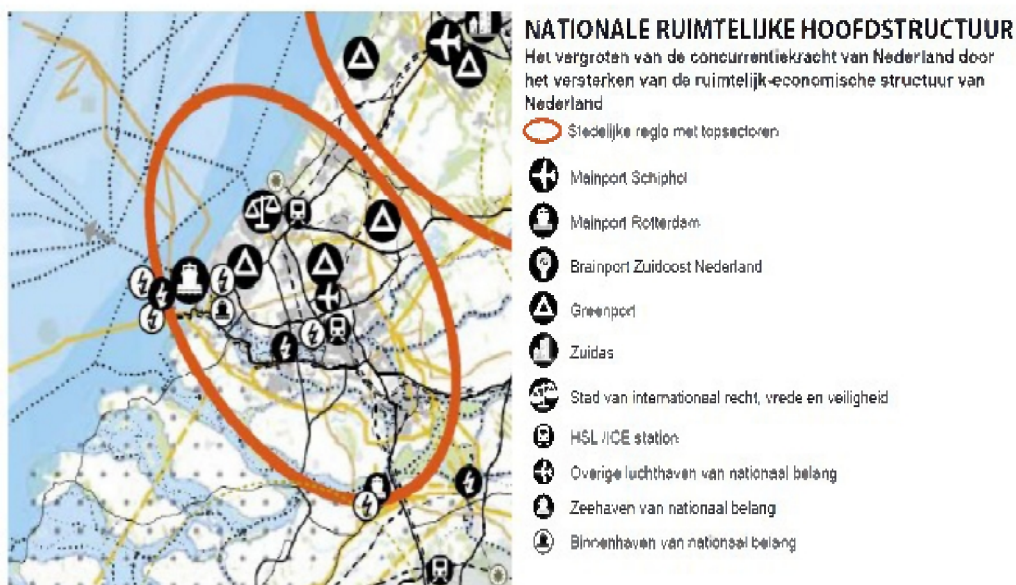 NATIONALE RUIMTELIJKE HOOFDSTRUCTUUR
Het vergroten van de concurrentiekracht van Nederland door
het versterken van de ruimtelijk-economische structuur van
Nederland
Stedelijke regio met topsectoren
Mainport Schiphol
Mainport Rotterdam
Brainport Zuidoost Nederland
Greenport
Zuidas
Stad van internationaal recht, vrede en veiligheid
HSL /ICE station
Overige luchthaven van nationaal belang
Zeehaven van nationaal belang
Binnenhaven van nationaal belang